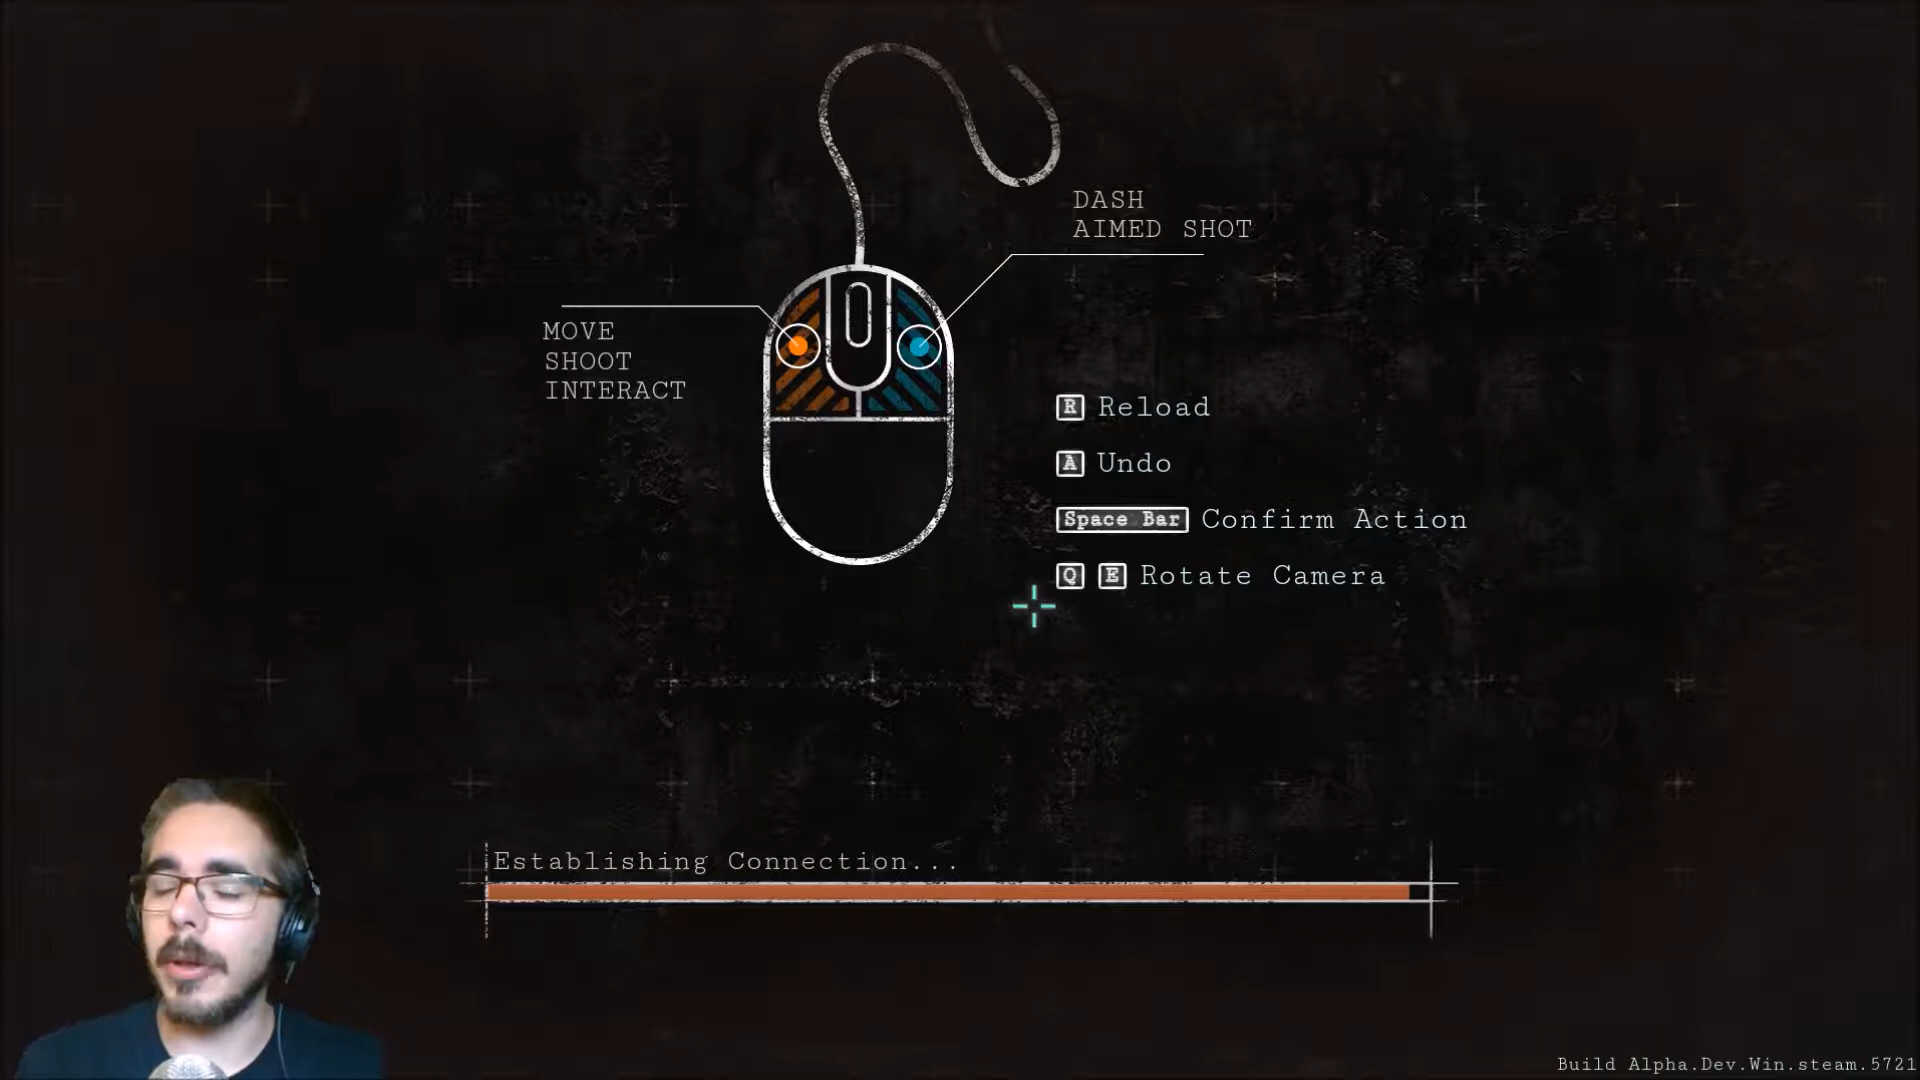 DASH
AIMED SHOT
MOVE
SHOOT
INTERACT
R Reload
A Undo
Space Bar Confirm Action
Q E Rotate Camera
Establishing Connection...
Build Alpha.Dev.Win.steam.5721